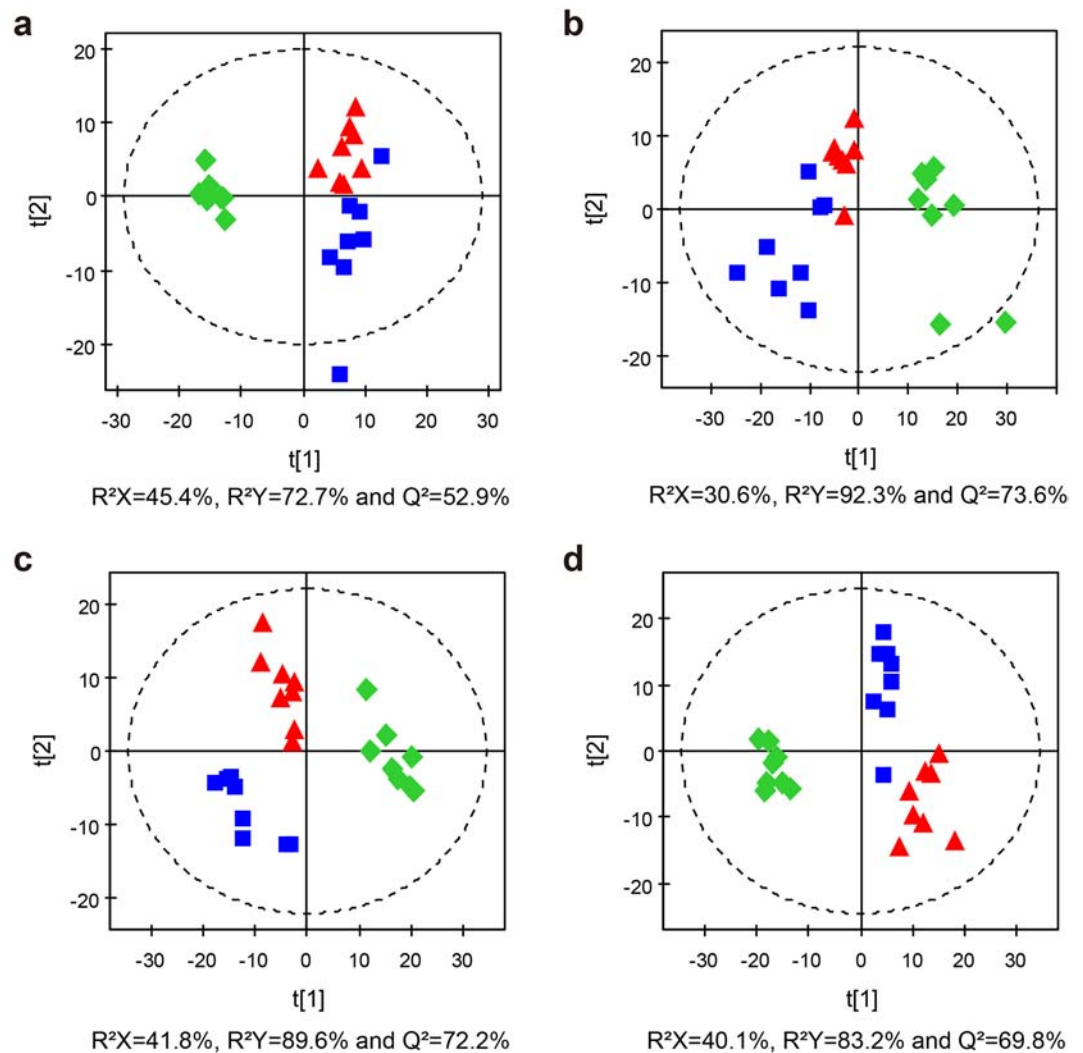 a
20
10
0
-10
-20
t[2]
-30 -20 -10 0 10 20 30
t[1]
R²X=45.4%, R²Y=72.7% and Q²=52.9%
b
20
10
0
-10
-20
t[2]
-30 -20 -10 0 10 20 30
t[1]
R²X=30.6%, R²Y=92.3% and Q²=73.6%
c
20
10
0
-10
-20
t[2]
-30 -20 -10 0 10 20 30
t[1]
R²X=41.8%, R²Y=89.6% and Q²=72.2%
d
20
10
0
-10
-20
t[2]
-30 -20 -10 0 10 20 30
t[1]
R²X=40.1%, R²Y=83.2% and Q²=69.8%